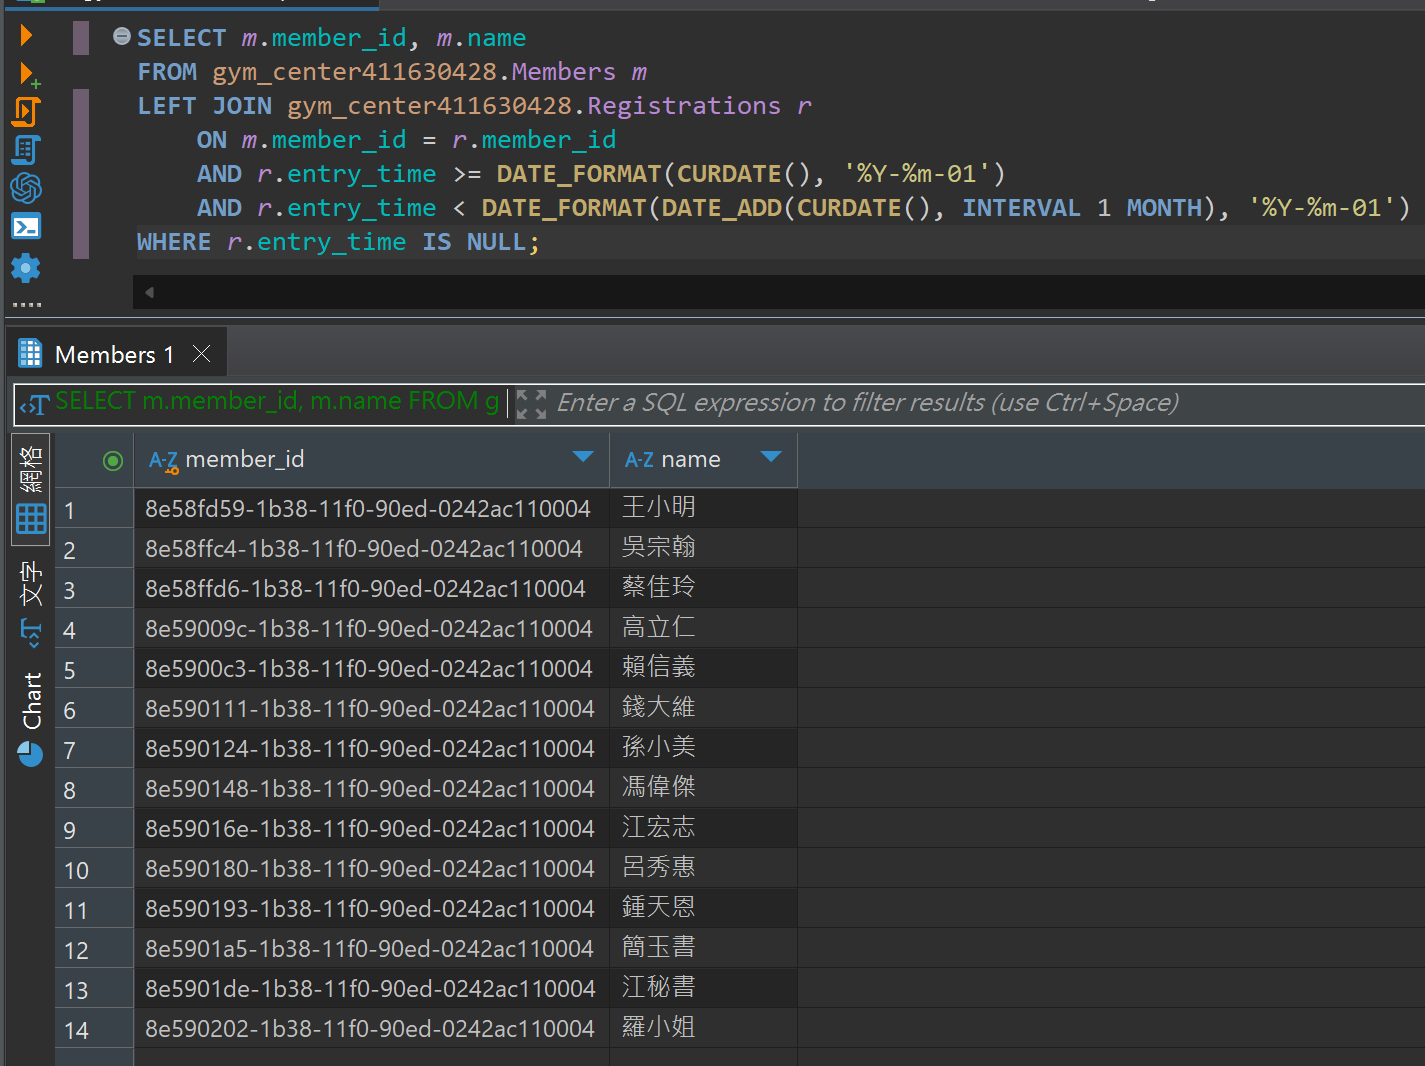 SELECT m.member_id, m.name
FROM gym_center411630428.Members m
LEFT JOIN gym_center411630428.Registrations r
ON m.member_id = r.member_id
AND r.entry_time >= DATE_FORMAT(CURDATE(), '%Y-%m-01')
AND r.entry_time < DATE_FORMAT(DATE_ADD(CURDATE(), INTERVAL 1 MONTH), '%Y-%m-01')
WHERE r.entry_time IS NULL;
Members 1
SELECT m.member_id, m.name FROM g
Enter a SQL expression to filter results (use Ctrl+Space)
網格
文字
Chart
A-Z member_id A-Z name
1 8e58fd59-1b38-11f0-90ed-0242ac110004 王小明
2 8e58ffc4-1b38-11f0-90ed-0242ac110004 吳宗翰
3 8e58ffd6-1b38-11f0-90ed-0242ac110004 蔡佳玲
4 8e59009c-1b38-11f0-90ed-0242ac110004 高立仁
5 8e5900c3-1b38-11f0-90ed-0242ac110004 賴信義
6 8e590111-1b38-11f0-90ed-0242ac110004 錢大維
7 8e590124-1b38-11f0-90ed-0242ac110004 孫小美
8 8e590148-1b38-11f0-90ed-0242ac110004 馮偉傑
9 8e59016e-1b38-11f0-90ed-0242ac110004 江宏志
10 8e590180-1b38-11f0-90ed-0242ac110004 呂秀惠
11 8e590193-1b38-11f0-90ed-0242ac110004 鍾天恩
12 8e5901a5-1b38-11f0-90ed-0242ac110004 簡玉書
13 8e5901de-1b38-11f0-90ed-0242ac110004 江秘書
14 8e590202-1b38-11f0-90ed-0242ac110004 羅小姐